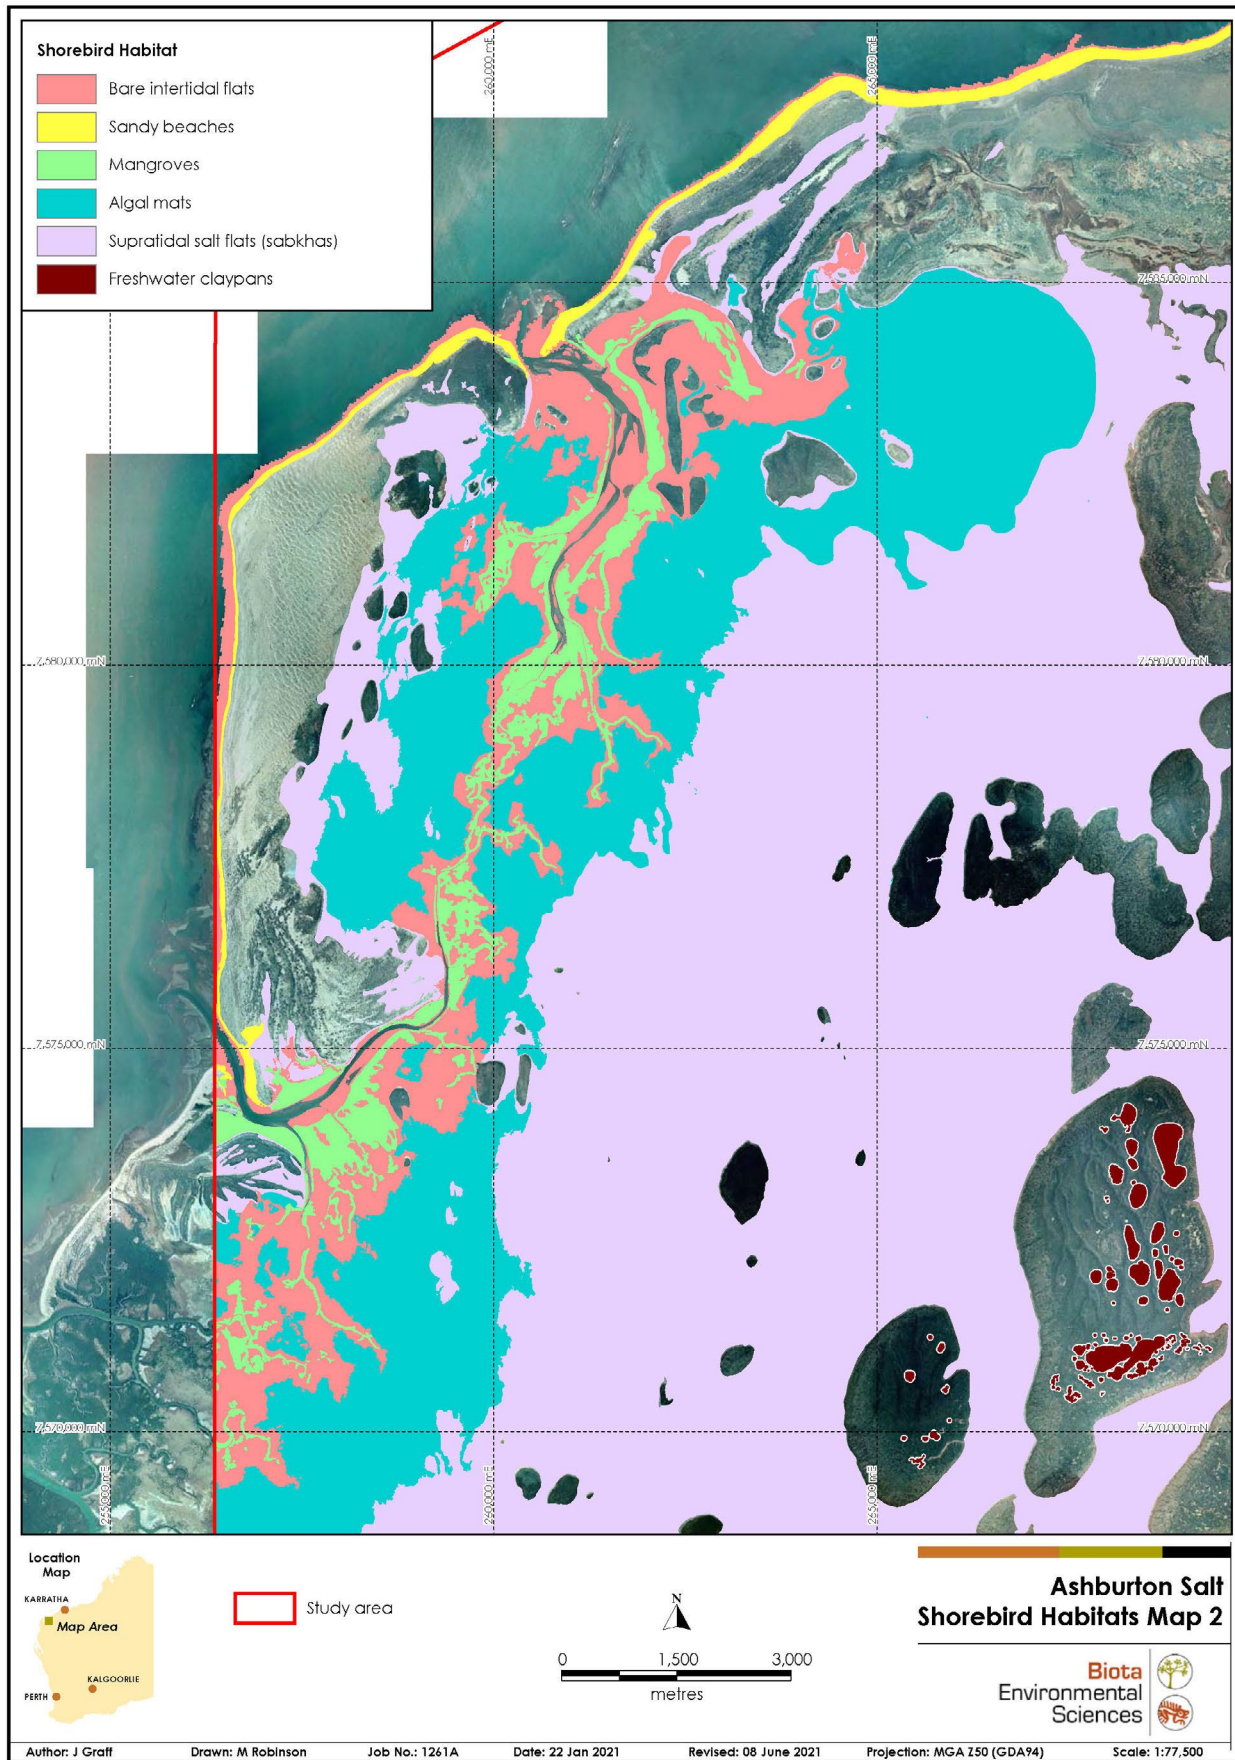 Shorebird Habitat
Bare intertidal flats
Sandy beaches
Mangroves
Algal mats
Supratidal salt flats (sabkhas)
Freshwater claypans
260,000 mE
265,000 mE
7,585,000 mN
7,580,000 mN
7,580,000 mN
7,575,000 mN
7,575,000 mN
7,570,000 mN
7,570,000 mN
255,000 mE
260,000 mE
265,000 mE
Location
Map
KARRATHA
Map Area
KALGOORLIE
PERTH
Study area
N
0 1,500 3,000
metres
Ashburton Salt
Shorebird Habitats Map 2
Biota
Environmental
Sciences
Author: J Graff Drawn: M Robinson Job No.: 1261A Date: 22 Jan 2021 Revised: 08 June 2021 Projection: MGA Z50 (GDA94) Scale: 1:77,500